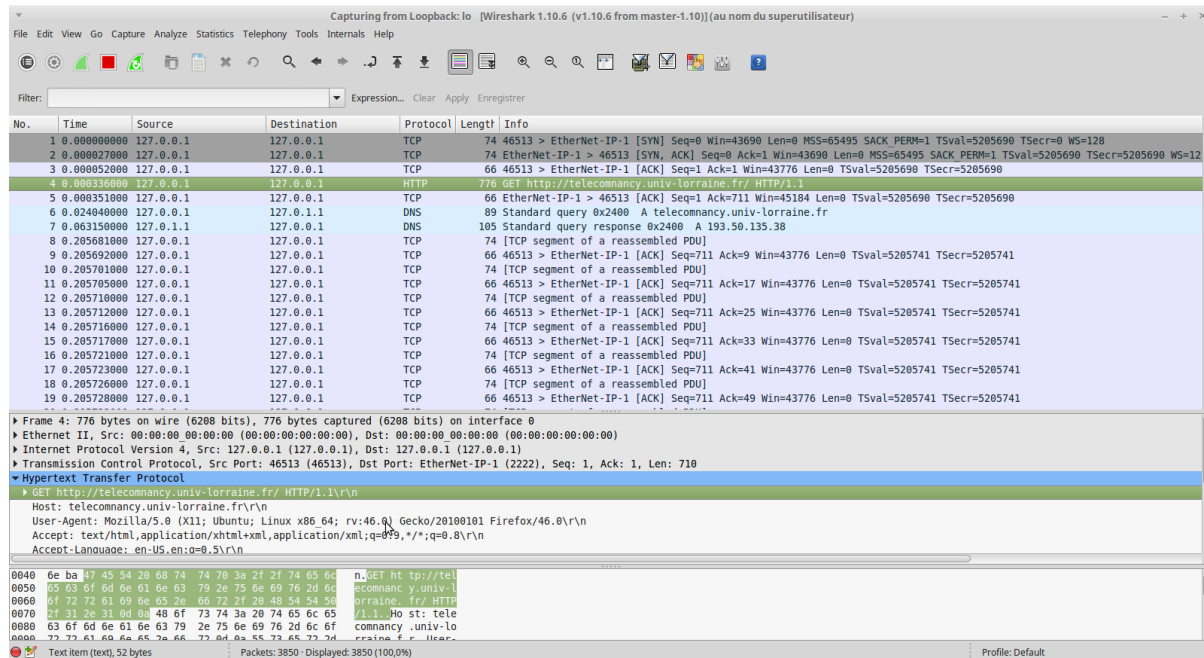 Capturing from Loopback: lo [Wireshark 1.10.6 (v1.10.6 from master-1.10)] (au nom du superutilisateur)
File Edit View Go Capture Analyze Statistics Telephony Tools Internals Help
Filter: Expression... Clear Apply Enregistrer
No. Time Source Destination Protocol Length Info
1 0.000000000 127.0.0.1 127.0.0.1 TCP 74 46513 > EtherNet-IP-1 [SYN] Seq=0 Win=43690 Len=0 MSS=65495 SACK_PERM=1 TSval=5205690 TSecr=0 WS=128
2 0.000027000 127.0.0.1 127.0.0.1 TCP 74 EtherNet-IP-1 > 46513 [SYN, ACK] Seq=0 Ack=1 Win=43690 Len=0 MSS=65495 SACK_PERM=1 TSval=5205690 TSecr=5205690 WS=12
3 0.000052000 127.0.0.1 127.0.0.1 TCP 66 46513 > EtherNet-IP-1 [ACK] Seq=1 Ack=1 Win=43776 Len=0 TSval=5205690 TSecr=5205690
4 0.000336000 127.0.0.1 127.0.0.1 HTTP 776 GET http://telecomnancy.univ-lorraine.fr/ HTTP/1.1
5 0.000351000 127.0.0.1 127.0.0.1 TCP 66 EtherNet-IP-1 > 46513 [ACK] Seq=1 Ack=711 Win=45184 Len=0 TSval=5205690 TSecr=5205690
6 0.024040000 127.0.0.1 127.0.1.1 DNS 89 Standard query 0x2400 A telecomnancy.univ-lorraine.fr
7 0.063150000 127.0.1.1 127.0.0.1 DNS 105 Standard query response 0x2400 A 193.50.135.38
8 0.205681000 127.0.0.1 127.0.0.1 TCP 74 [TCP segment of a reassembled PDU]
9 0.205692000 127.0.0.1 127.0.0.1 TCP 66 46513 > EtherNet-IP-1 [ACK] Seq=711 Ack=9 Win=43776 Len=0 TSval=5205741 TSecr=5205741
10 0.205701000 127.0.0.1 127.0.0.1 TCP 74 [TCP segment of a reassembled PDU]
11 0.205705000 127.0.0.1 127.0.0.1 TCP 66 46513 > EtherNet-IP-1 [ACK] Seq=711 Ack=17 Win=43776 Len=0 TSval=5205741 TSecr=5205741
12 0.205710000 127.0.0.1 127.0.0.1 TCP 74 [TCP segment of a reassembled PDU]
13 0.205712000 127.0.0.1 127.0.0.1 TCP 66 46513 > EtherNet-IP-1 [ACK] Seq=711 Ack=25 Win=43776 Len=0 TSval=5205741 TSecr=5205741
14 0.205716000 127.0.0.1 127.0.0.1 TCP 74 [TCP segment of a reassembled PDU]
15 0.205717000 127.0.0.1 127.0.0.1 TCP 66 46513 > EtherNet-IP-1 [ACK] Seq=711 Ack=33 Win=43776 Len=0 TSval=5205741 TSecr=5205741
16 0.205721000 127.0.0.1 127.0.0.1 TCP 74 [TCP segment of a reassembled PDU]
17 0.205723000 127.0.0.1 127.0.0.1 TCP 66 46513 > EtherNet-IP-1 [ACK] Seq=711 Ack=41 Win=43776 Len=0 TSval=5205741 TSecr=5205741
18 0.205726000 127.0.0.1 127.0.0.1 TCP 74 [TCP segment of a reassembled PDU]
19 0.205728000 127.0.0.1 127.0.0.1 TCP 66 46513 > EtherNet-IP-1 [ACK] Seq=711 Ack=49 Win=43776 Len=0 TSval=5205741 TSecr=5205741
Frame 4: 776 bytes on wire (6208 bits), 776 bytes captured (6208 bits) on interface 0
Ethernet II, Src: 00:00:00_00:00:00 (00:00:00:00:00:00), Dst: 00:00:00_00:00:00 (00:00:00:00:00:00)
Internet Protocol Version 4, Src: 127.0.0.1 (127.0.0.1), Dst: 127.0.0.1 (127.0.0.1)
Transmission Control Protocol, Src Port: 46513 (46513), Dst Port: EtherNet-IP-1 (2222), Seq: 1, Ack: 1, Len: 710
Hypertext Transfer Protocol
GET http://telecomnancy.univ-lorraine.fr/ HTTP/1.1\r\n
Host: telecomnancy.univ-lorraine.fr\r\n
User-Agent: Mozilla/5.0 (X11; Ubuntu; Linux x86_64; rv:46.0) Gecko/20100101 Firefox/46.0\r\n
Accept: text/html,application/xhtml+xml,application/xml;q=0.9,*/*;q=0.8\r\n
Accept-Language: en-US,en;q=0.5\r\n
0040 6e ba 47 45 54 20 68 74 74 70 3a 2f 2f 74 65 6c n.GET ht tp://tel
0050 65 63 6f 6d 6e 61 6e 63 79 2e 75 6e 69 76 2d 6c ecomnanc y.univ-l
0060 6f 72 72 61 69 6e 65 2e 66 72 2f 20 48 54 54 50 orraine. fr/ HTTP
0070 2f 31 2e 31 0d 0a 48 6f 73 74 3a 20 74 65 6c 65 /1.1..Ho st: tele
0080 63 6f 6d 6e 61 6e 63 79 2e 75 6e 69 76 2d 6c 6f comnancy .univ-lo
0090 72 72 61 69 6e 65 2e 66 72 0d 0a 55 73 65 72 2d rraine.f r..User-
Text item (text), 52 bytes Packets: 3850 · Displayed: 3850 (100,0%) Profile: Default